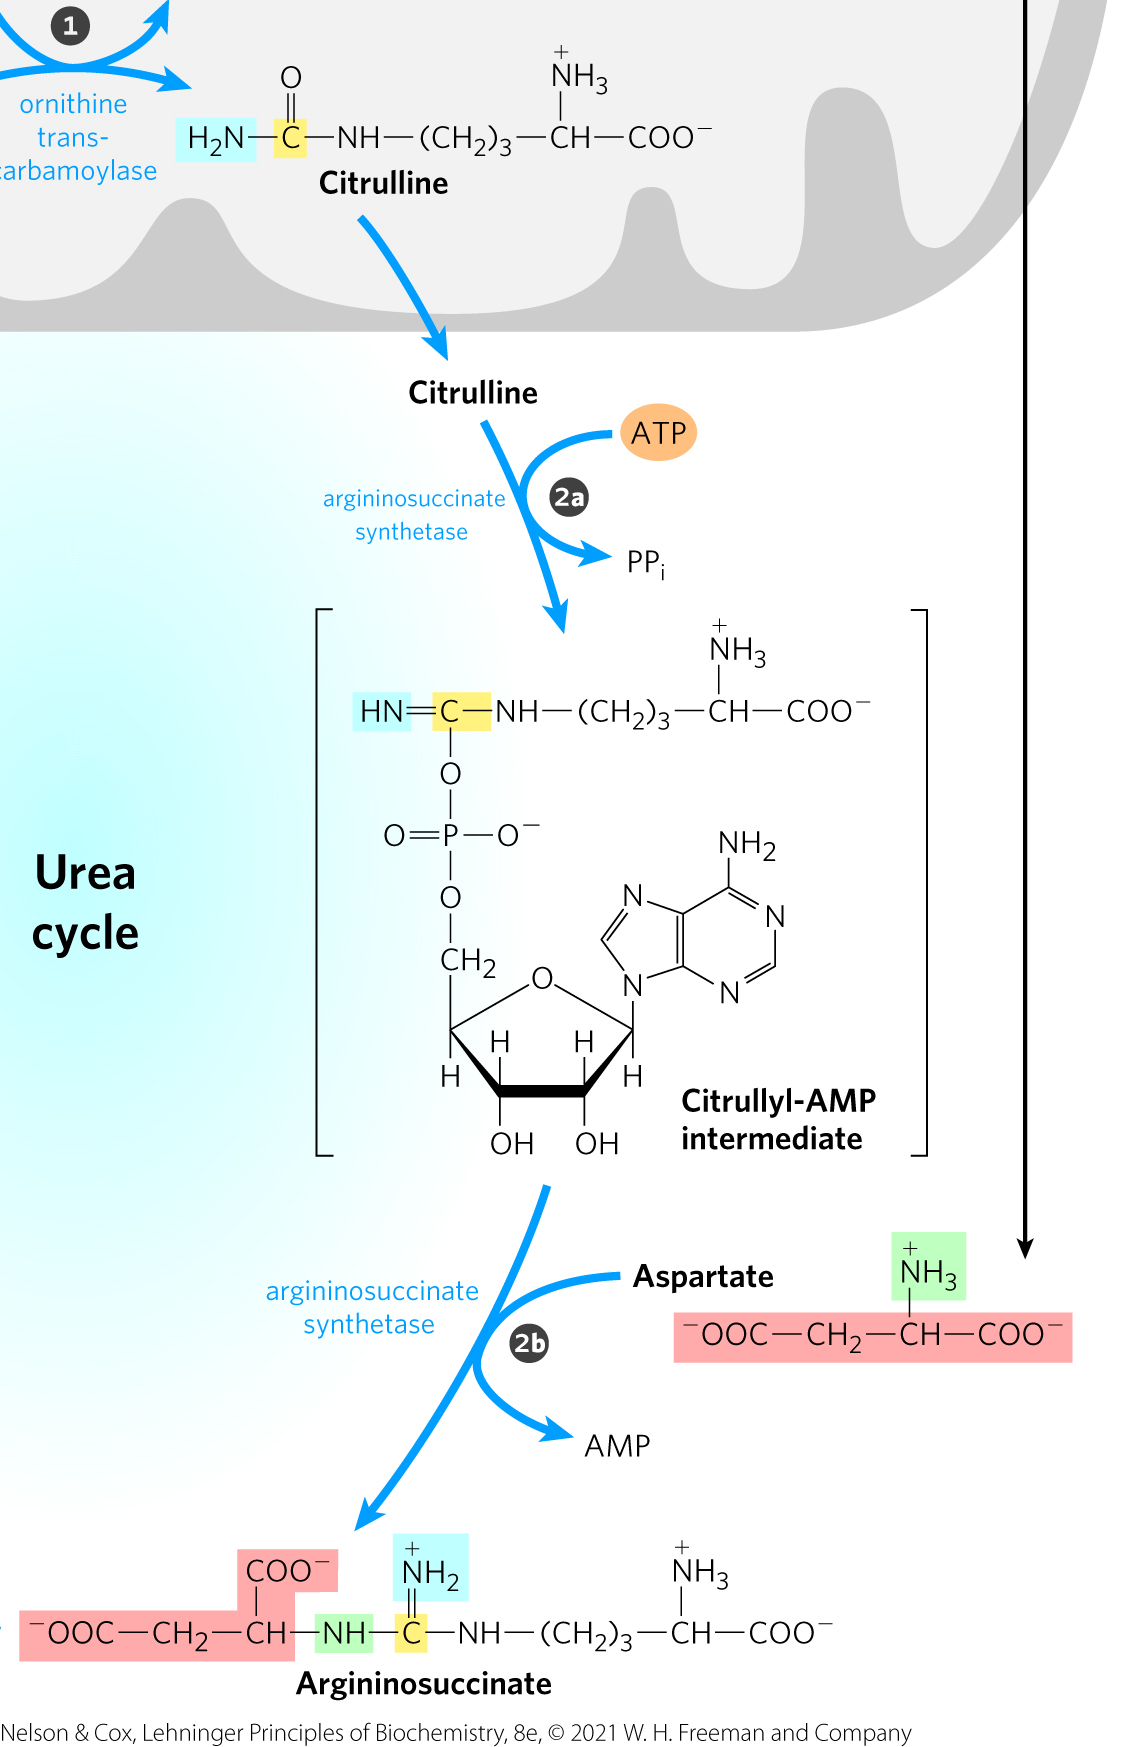 1
ornithine
trans-
carbamoylase
O
+
NH3
H2N—C—NH—(CH2)3—CH—COO−
Citrulline
Citrulline
ATP
argininosuccinate
synthetase
2a
PPi
+
NH3
HN=C—NH—(CH2)3—CH—COO−
O
O=P—O−
O
CH2
O
H
H
H
H
OH
OH
NH2
N
N
N
N
Citrullyl-AMP
intermediate
Urea
cycle
argininosuccinate
synthetase
2b
Aspartate
+
NH3
−OOC—CH2—CH—COO−
AMP
COO−
+
NH2
+
NH3
−OOC—CH2—CH—NH—C—NH—(CH2)3—CH—COO−
Argininosuccinate
Nelson & Cox, Lehninger Principles of Biochemistry, 8e, © 2021 W. H. Freeman and Company